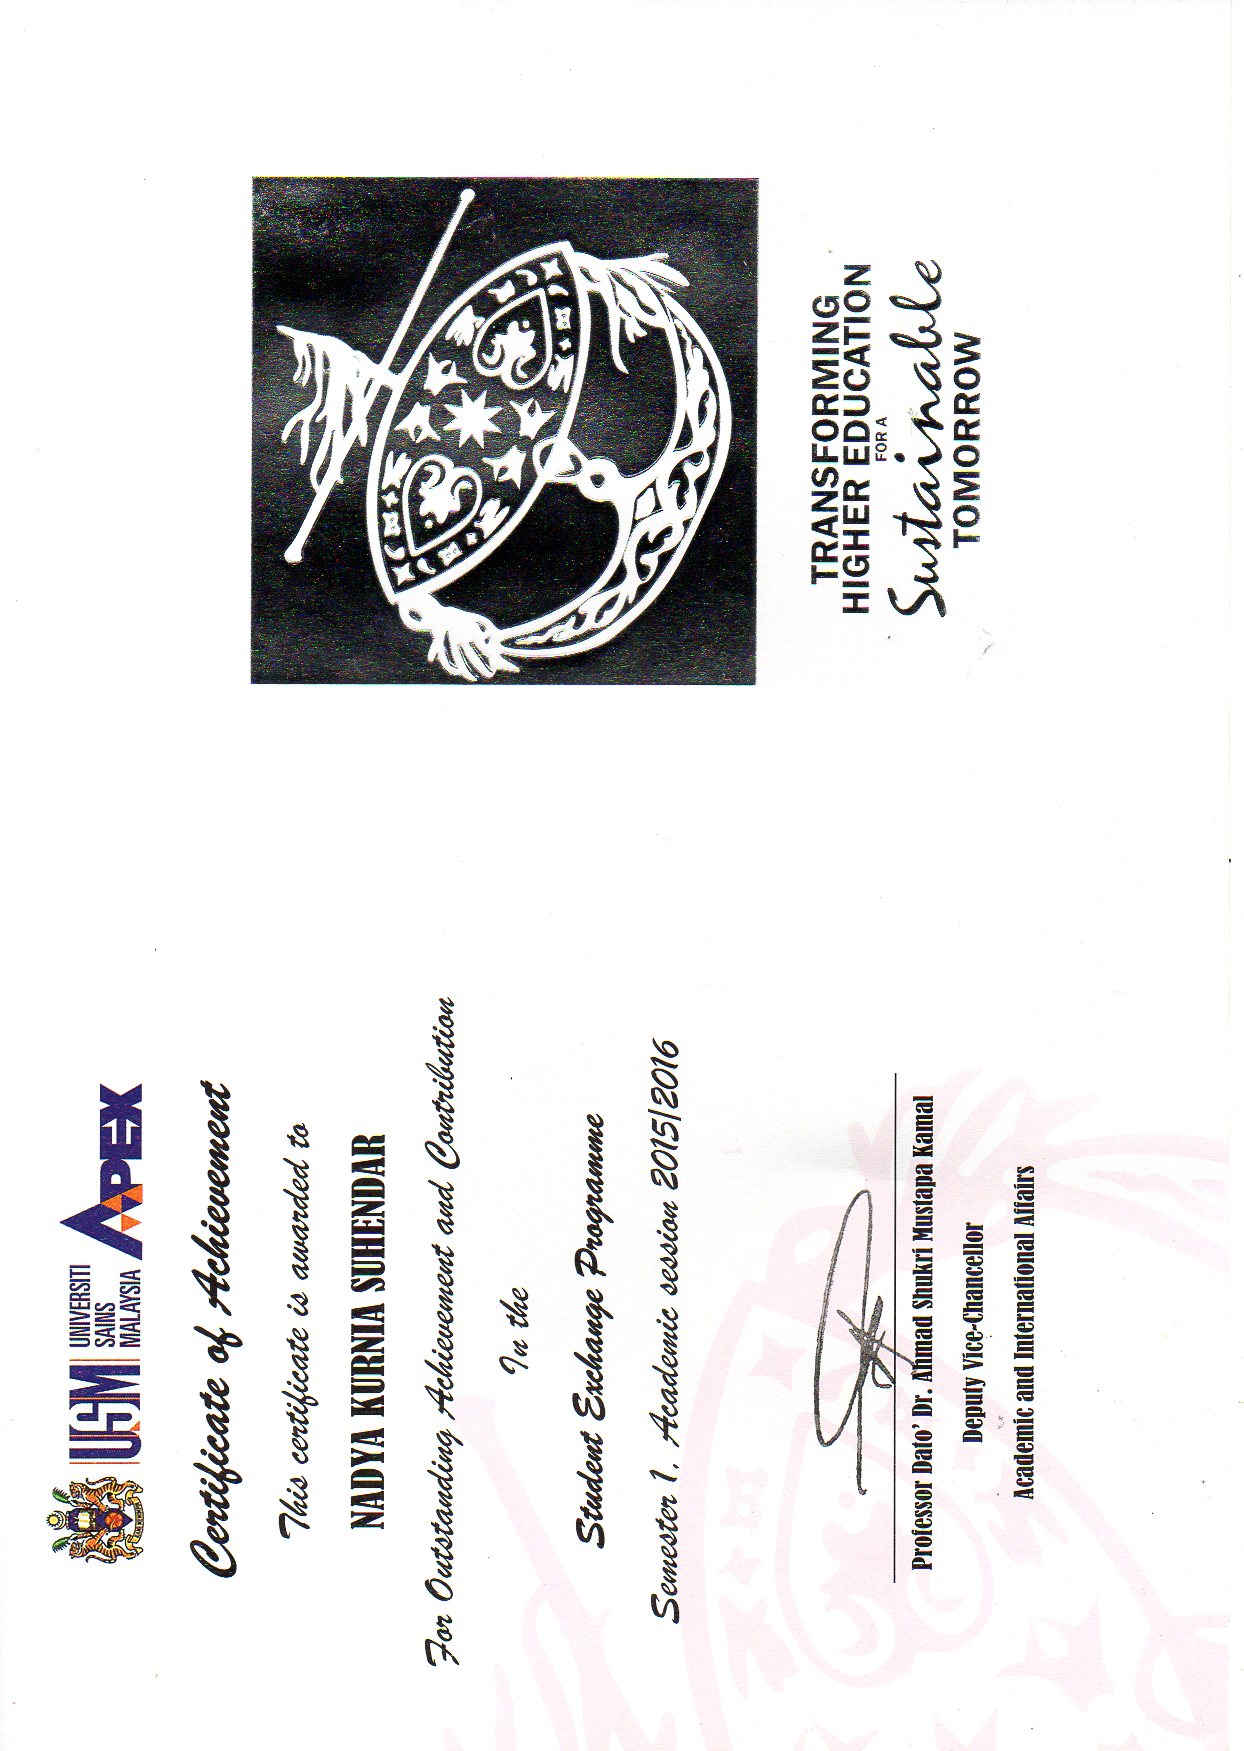 USM
UNIVERSITI
SAINS
MALAYSIA
APEX
Certificate of Achievement
This certificate is awarded to
NADYA KURNIA SUHENDAR
For Outstanding Achievement and Contribution
In the
Student Exchange Programme
Semester 1, Academic session 2015/2016
Professor Dato' Dr. Ahmad Shukri Mustapa Kamal
Deputy Vice-Chancellor
Academic and International Affairs
TRANSFORMING
HIGHER EDUCATION
FOR A
Sustainable
TOMORROW